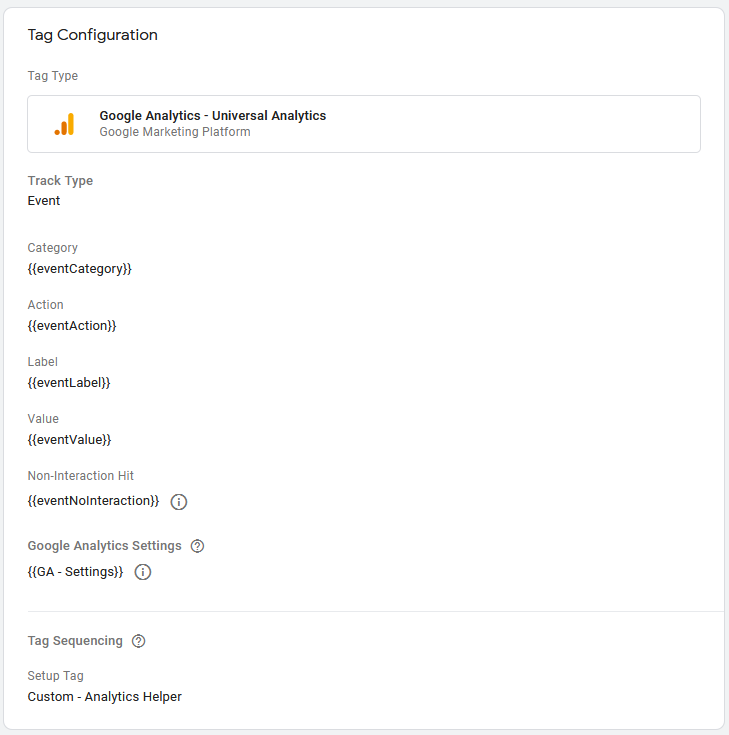 Tag Configuration
Tag Type
Google Analytics - Universal Analytics
Google Marketing Platform
Track Type
Event
Category
{{eventCategory}}
Action
{{eventAction}}
Label
{{eventLabel}}
Value
{{eventValue}}
Non-Interaction Hit
{{eventNoInteraction}}
Google Analytics Settings
{{GA - Settings}}
Tag Sequencing
Setup Tag
Custom - Analytics Helper